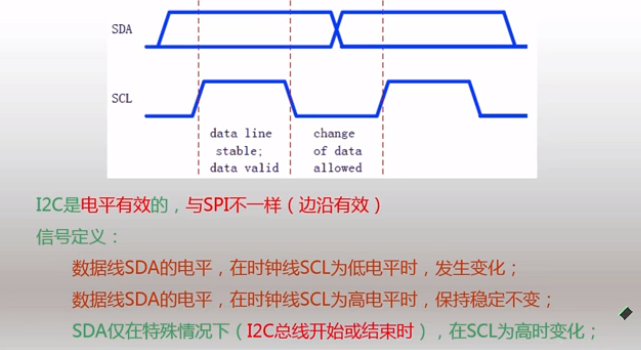 SDA
SCL
data line
stable;
data valid
change
of data
allowed
I2C是电平有效的，与SPI不一样（边沿有效）
信号定义：
数据线SDA的电平，在时钟线SCL为低电平时，发生变化；
数据线SDA的电平，在时钟线SCL为高电平时，保持稳定不变；
SDA仅在特殊情况下（I2C总线开始或结束时），在SCL为高时变化；